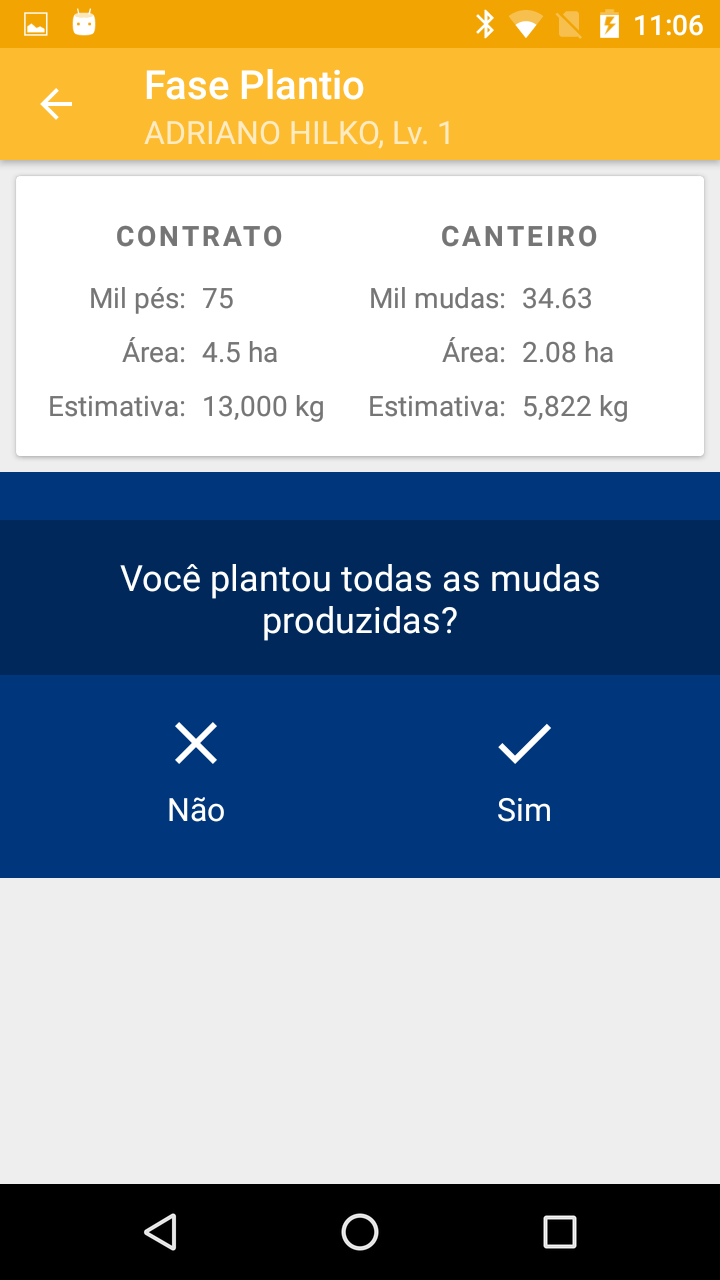 11:06
Fase Plantio
ADRIANO HILKO, Lv. 1
CONTRATO
Mil pés: 75
Área: 4.5 ha
Estimativa: 13,000 kg
CANTEIRO
Mil mudas: 34.63
Área: 2.08 ha
Estimativa: 5,822 kg
Você plantou todas as mudas
produzidas?
Não
Sim